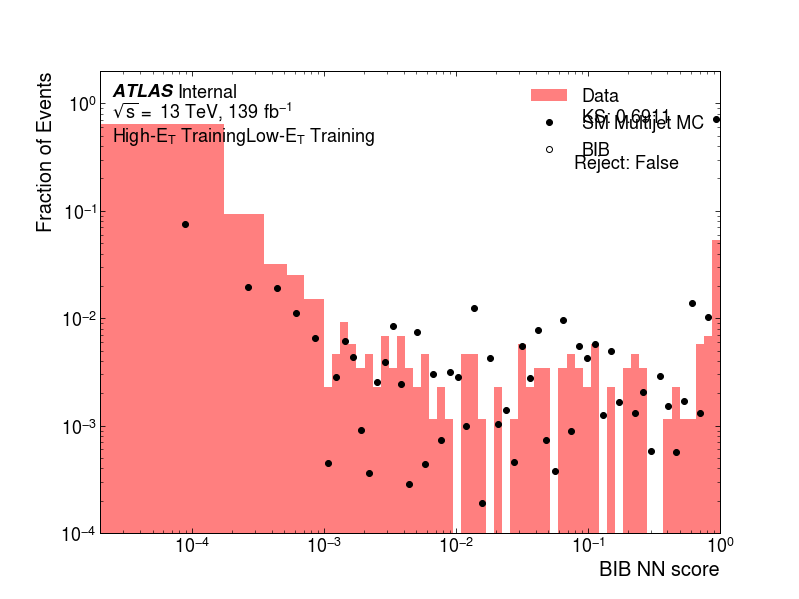 ATLAS Internal
√s = 13 TeV, 139 fb⁻¹
High-E_T TrainingLow-E_T Training
Data
KS: 0.6911
SM Multijet MC
BIB
Reject: False
Fraction of Events
10⁰
10⁻¹
10⁻²
10⁻³
10⁻⁴
10⁻⁴
10⁻³
10⁻²
10⁻¹
10⁰
BIB NN score